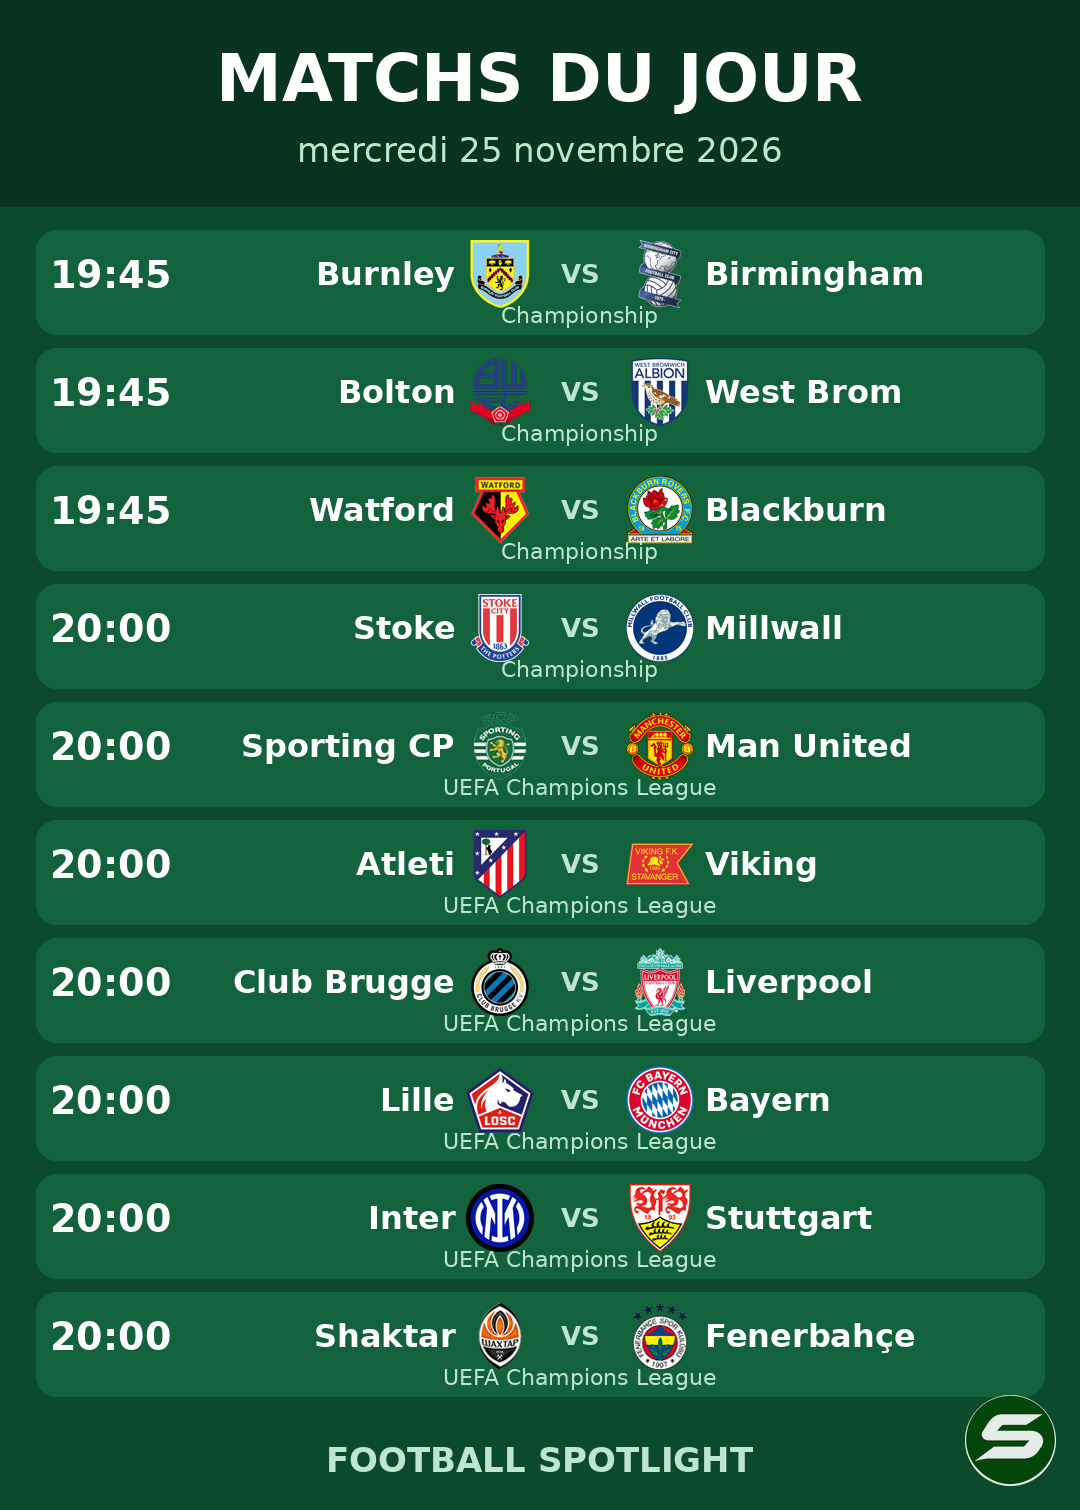 MATCHS DU JOUR
mercredi 25 novembre 2026
19:45 Burnley VS Birmingham
Championship
19:45 Bolton VS West Brom
Championship
19:45 Watford VS Blackburn
Championship
20:00 Stoke VS Millwall
Championship
20:00 Sporting CP VS Man United
UEFA Champions League
20:00 Atleti VS Viking
UEFA Champions League
20:00 Club Brugge VS Liverpool
UEFA Champions League
20:00 Lille VS Bayern
UEFA Champions League
20:00 Inter VS Stuttgart
UEFA Champions League
20:00 Shaktar VS Fenerbahçe
UEFA Champions League
FOOTBALL SPOTLIGHT